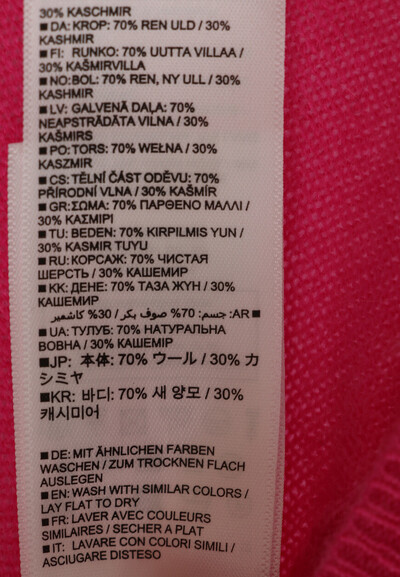 30% KASCHMIR
■ DA: KROP: 70% REN ULD / 30%
KASHMIR
■ FI: RUNKO: 70% UUTTA VILLAA /
30% KAŠMIRVILLA
■ NO: BOL: 70% REN, NY ULL / 30%
KASHMIR
■ LV: GALVENĀ DAĻA: 70%
NEAPSTRĀDĀTA VILNA / 30%
KAŠMIRS
■ PO: TORS: 70% WEŁNA / 30%
KASZMIR
■ CS: TĚLNÍ ČÁST ODĚVU: 70%
PŘÍRODNÍ VLNA / 30% KAŠMÍR
■ GR: ΣΩΜΑ: 70% ΠΑΡΘΕΝΟ ΜΑΛΛΙ /
30% ΚΑΣΜΙΡΙ
■ TU: BEDEN: 70% KIRPILMIS YUN /
30% KASMIR TUYU
■ RU: КОРСАЖ: 70% ЧИСТАЯ
ШЕРСТЬ / 30% КАШЕМИР
■ KK: ДЕНЕ: 70% ТАЗА ЖҮН / 30%
КАШЕМИР
■ AR: جسم: 70% صوف بكر / 30% كاشمير
■ UA: ТУЛУБ: 70% НАТУРАЛЬНА
ВОВНА / 30% КАШЕМІР
■JP: 本体: 70% ウール / 30% カ
シミヤ
■KR: 바디: 70% 새 양모 / 30%
캐시미어
■ DE: MIT ÄHNLICHEN FARBEN
WASCHEN / ZUM TROCKNEN FLACH
AUSLEGEN
■ EN: WASH WITH SIMILAR COLORS /
LAY FLAT TO DRY
■ FR: LAVER AVEC COULEURS
SIMILAIRES / SECHER A PLAT
■ IT: LAVARE CON COLORI SIMILI /
ASCIUGARE DISTESO